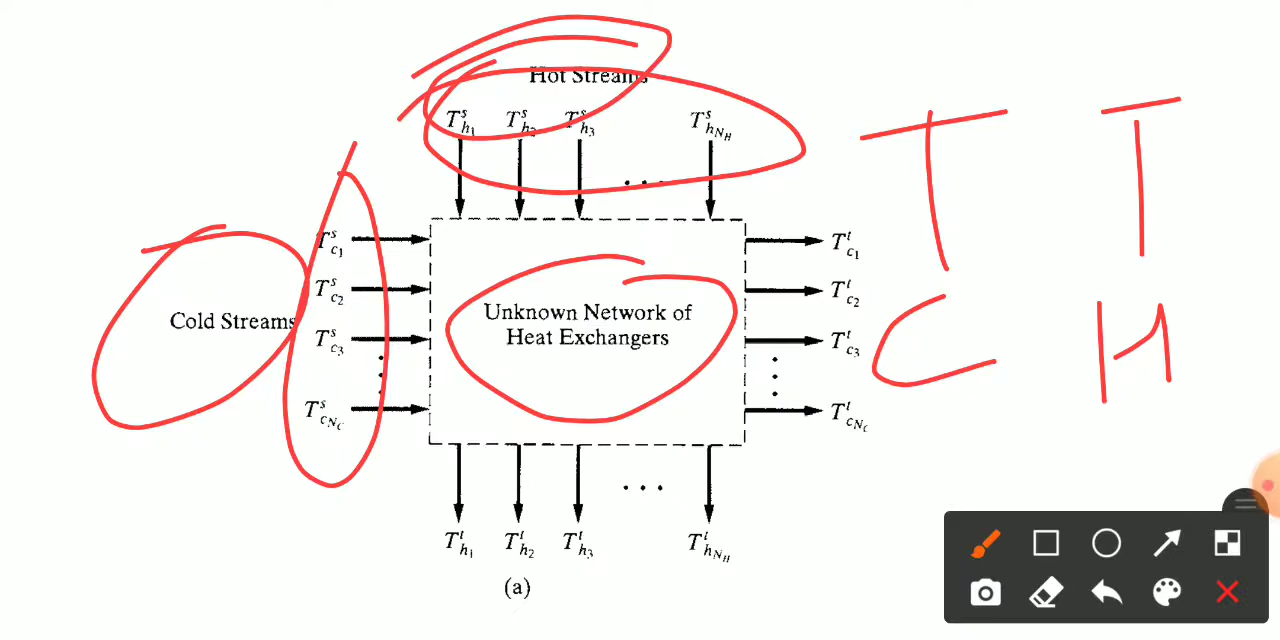 Hot Streams
T^s_{h_1} T^s_{h_2} T^s_{h_3} T^s_{h_{N_H}}
. . .
T T
T^s_{c_1} T^t_{c_1}
T^s_{c_2} T^t_{c_2}
Unknown Network of
Cold Streams
Heat Exchangers
T^s_{c_3} T^t_{c_3}
C H
T^s_{c_{N_C}} T^t_{c_{N_C}}
. . .
T^t_{h_1} T^t_{h_2} T^t_{h_3} T^t_{h_{N_H}}
(a)